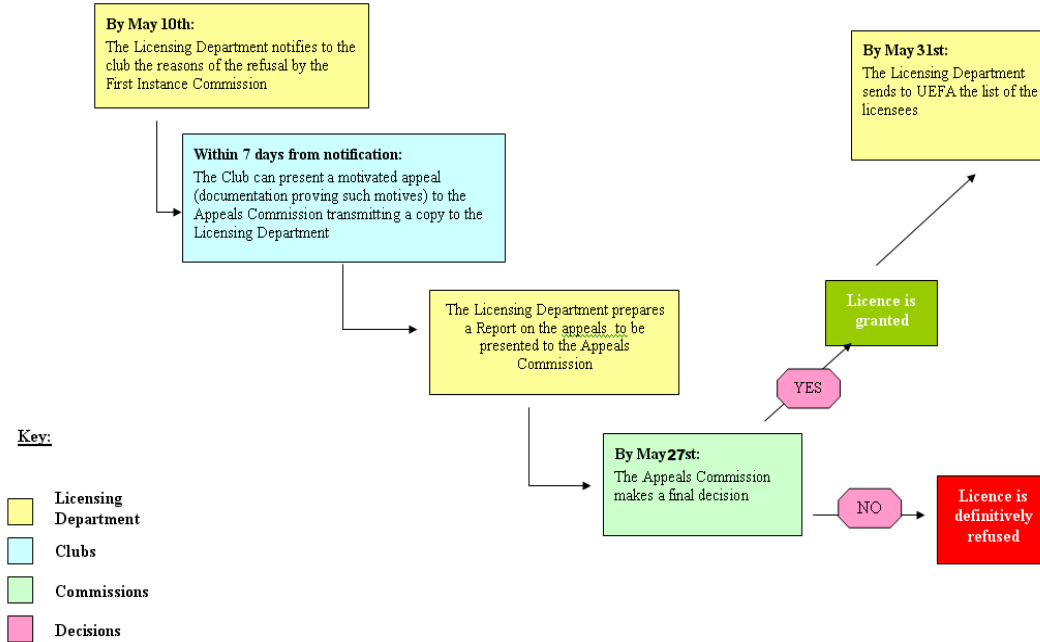 By May 10th:
The Licensing Department notifies to the
club the reasons of the refusal by the
First Instance Commission
By May 31st:
The Licensing Department
sends to UEFA the list of the
licensees
Within 7 days from notification:
The Club can present a motivated appeal
(documentation proving such motives) to the
Appeals Commission transmitting a copy to the
Licensing Department
The Licensing Department prepares
a Report on the appeals to be
presented to the Appeals
Commission
Licence is
granted
YES
By May27st:
The Appeals Commission
makes a final decision
NO
Licence is
definitively
refused
Key:
Licensing
Department
Clubs
Commissions
Decisions